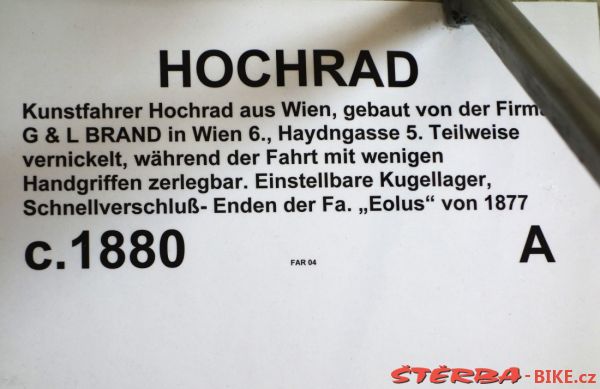 HOCHRAD
Kunstfahrer Hochrad aus Wien, gebaut von der Firma
G & L BRAND in Wien 6., Haydngasse 5. Teilweise
vernickelt, während der Fahrt mit wenigen
Handgriffen zerlegbar. Einstellbare Kugellager,
Schnellverschluß- Enden der Fa. „Eolus“ von 1877
c.1880 FAR 04 A
ŠTĚRBA-BIKE.cz